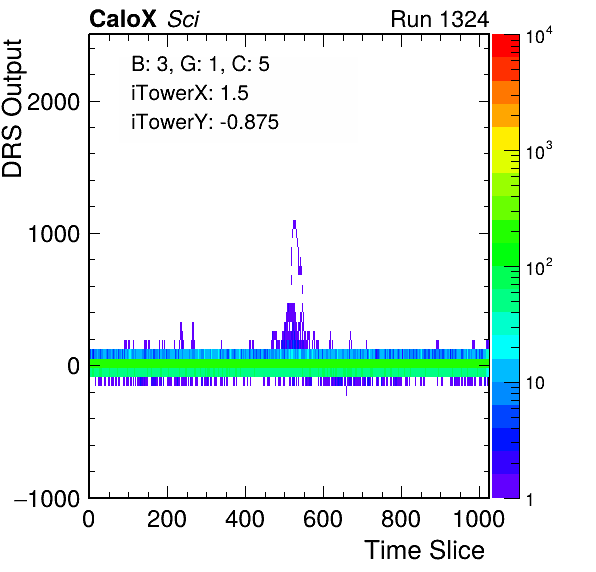 CaloX Sci Run 1324
B: 3, G: 1, C: 5
iTowerX: 1.5
iTowerY: -0.875
DRS Output
2000
1000
0
−1000
0 200 400 600 800 1000
Time Slice
10^4
10^3
10^2
10
1